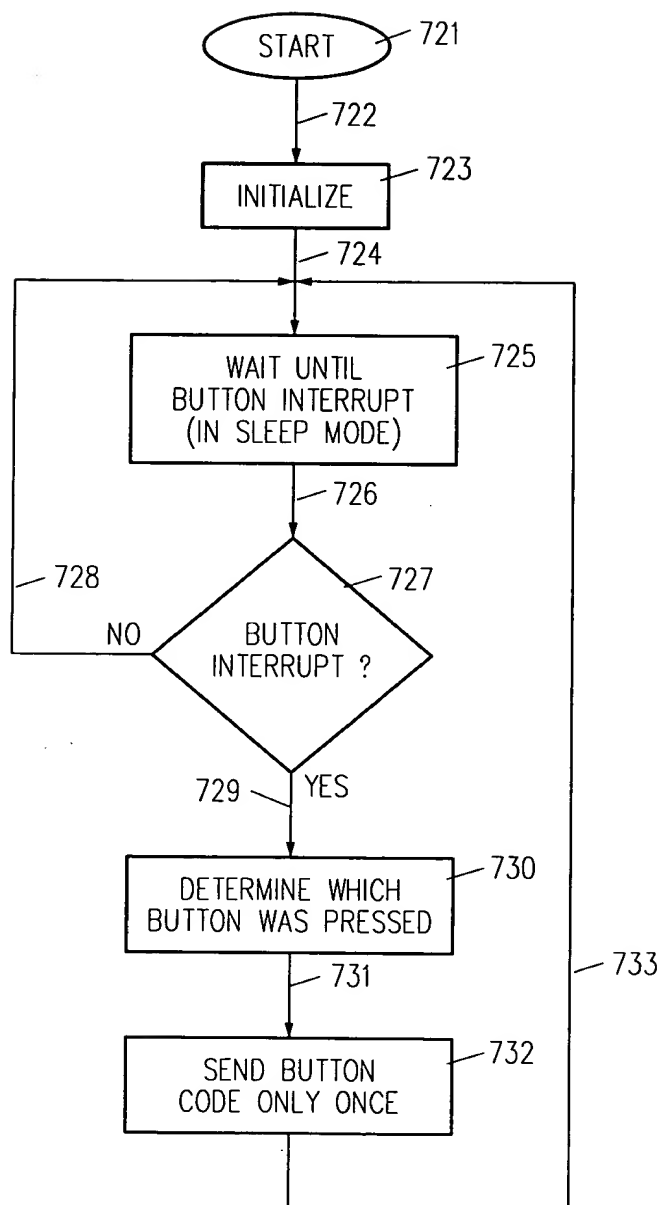 START
721
722
INITIALIZE
723
724
WAIT UNTIL
BUTTON INTERRUPT
(IN SLEEP MODE)
725
726
728
727
NO
BUTTON
INTERRUPT ?
729
YES
DETERMINE WHICH
BUTTON WAS PRESSED
730
731
733
SEND BUTTON
CODE ONLY ONCE
732